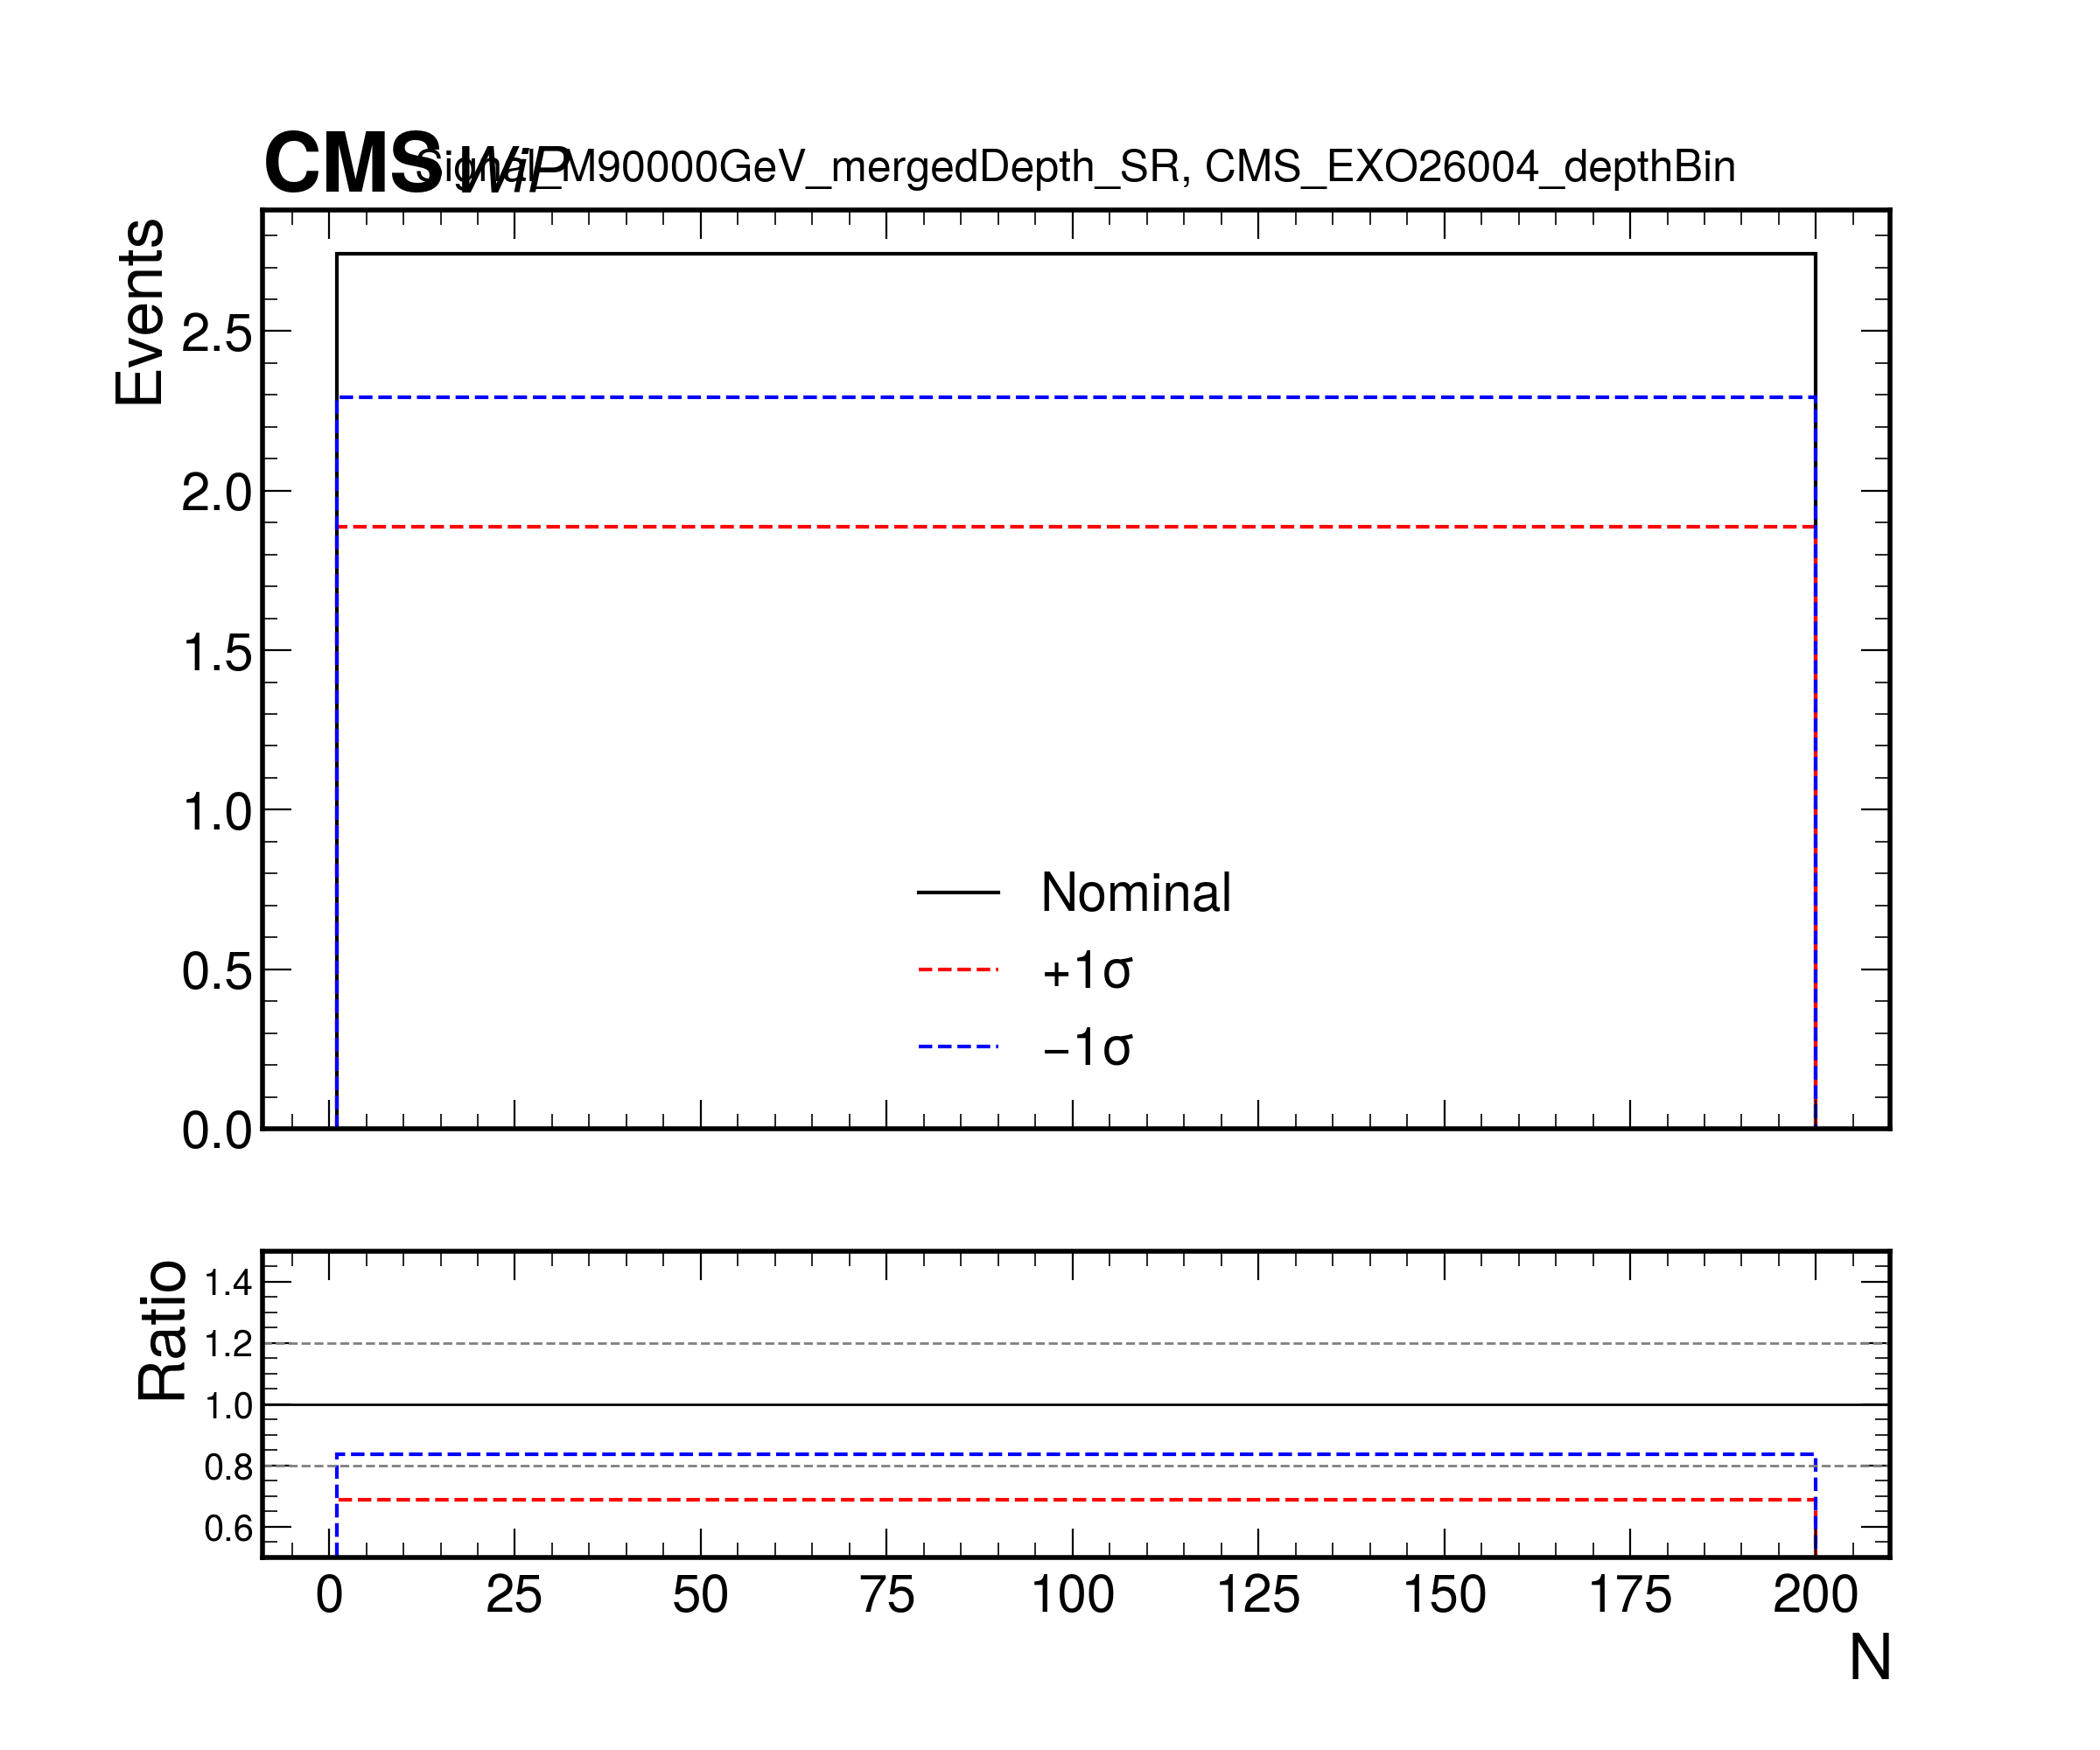 CMS WiP
Signal_M90000GeV_mergedDepth_SR, CMS_EXO26004_depthBin
Events
2.5
2.0
1.5
1.0
0.5
0.0
Nominal
+1σ
−1σ
Ratio
1.4
1.2
1.0
0.8
0.6
0 25 50 75 100 125 150 175 200
N